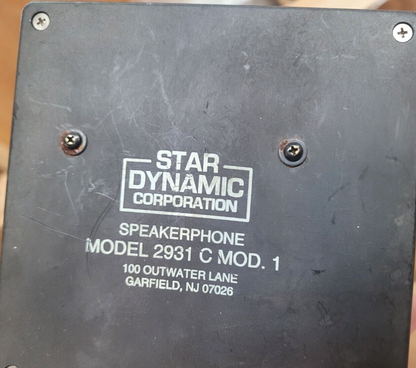 STAR
DYNAMIC
CORPORATION
SPEAKERPHONE
MODEL 2931 C MOD. 1
100 OUTWATER LANE
GARFIELD, NJ 07026